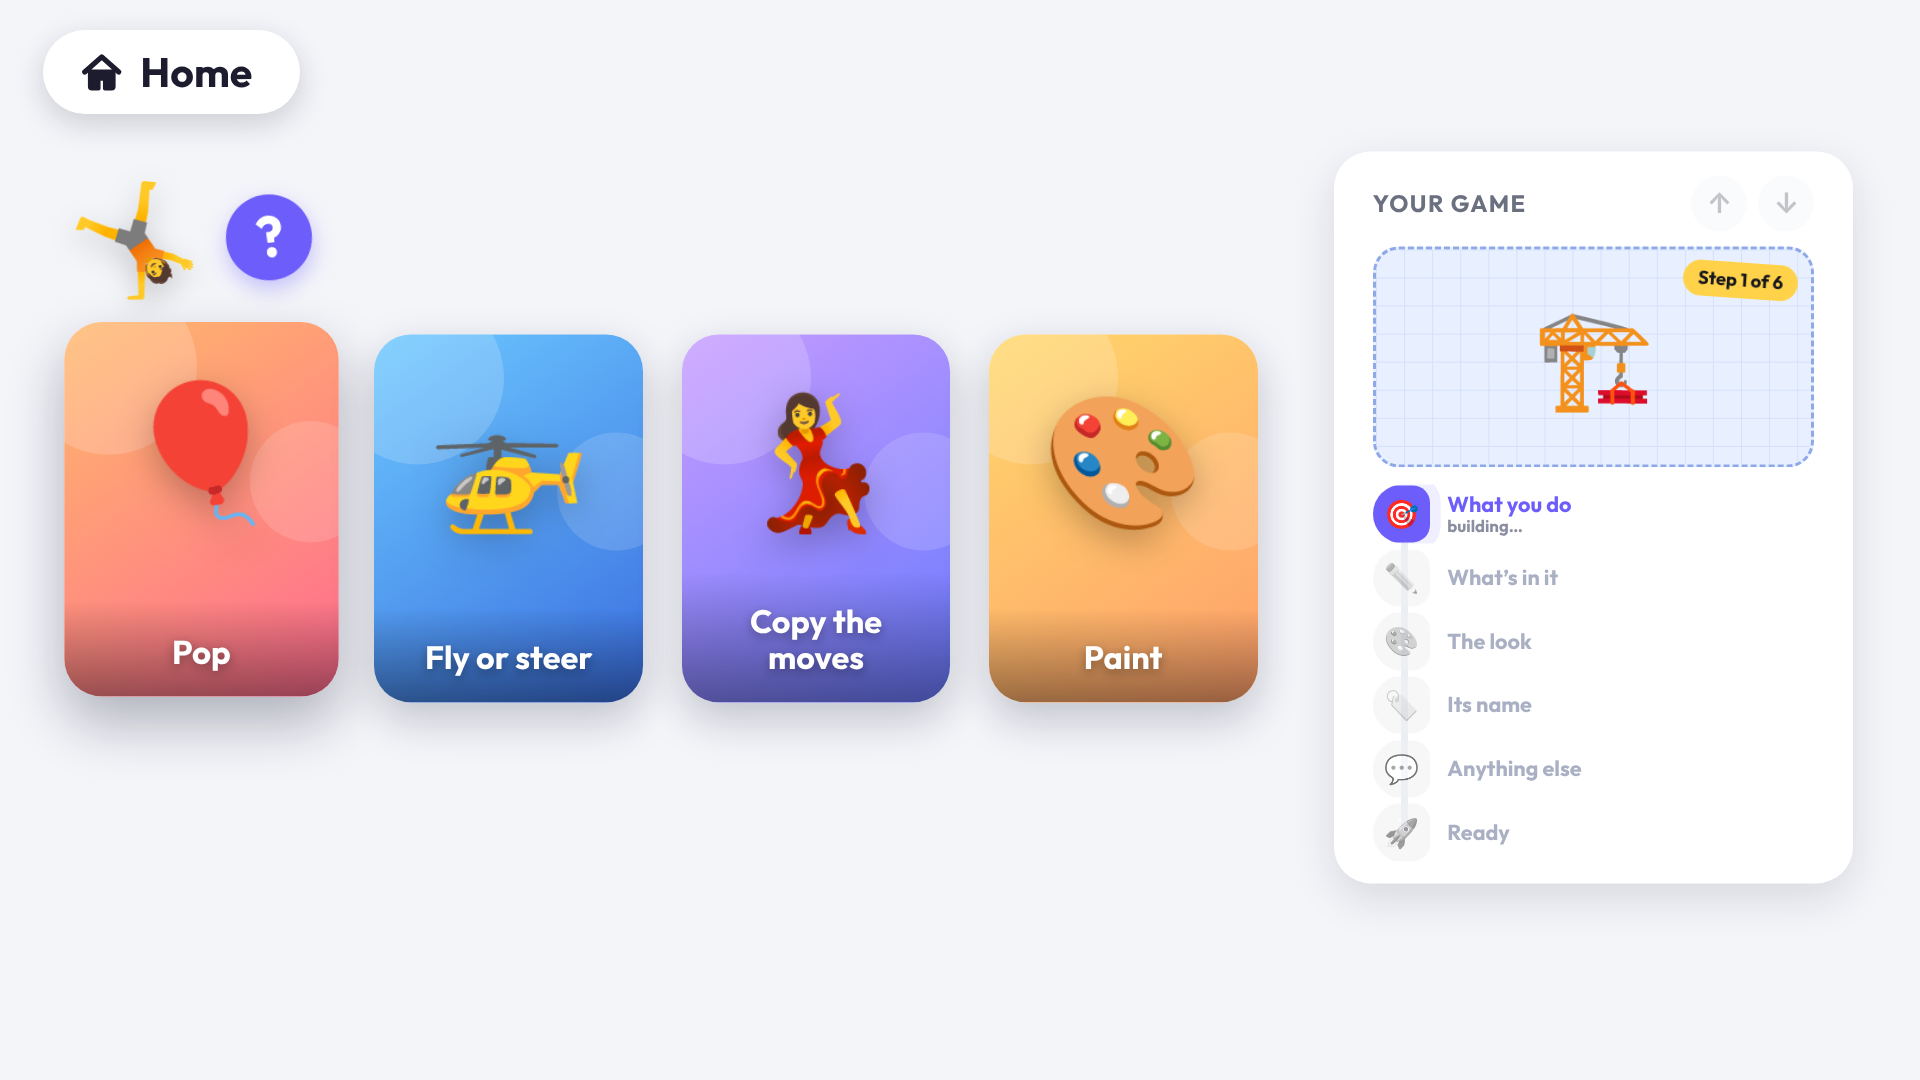 Home
?
Pop
Fly or steer
Copy the
moves
Paint
YOUR GAME
Step 1 of 6
What you do
building...
What's in it
The look
Its name
Anything else
Ready